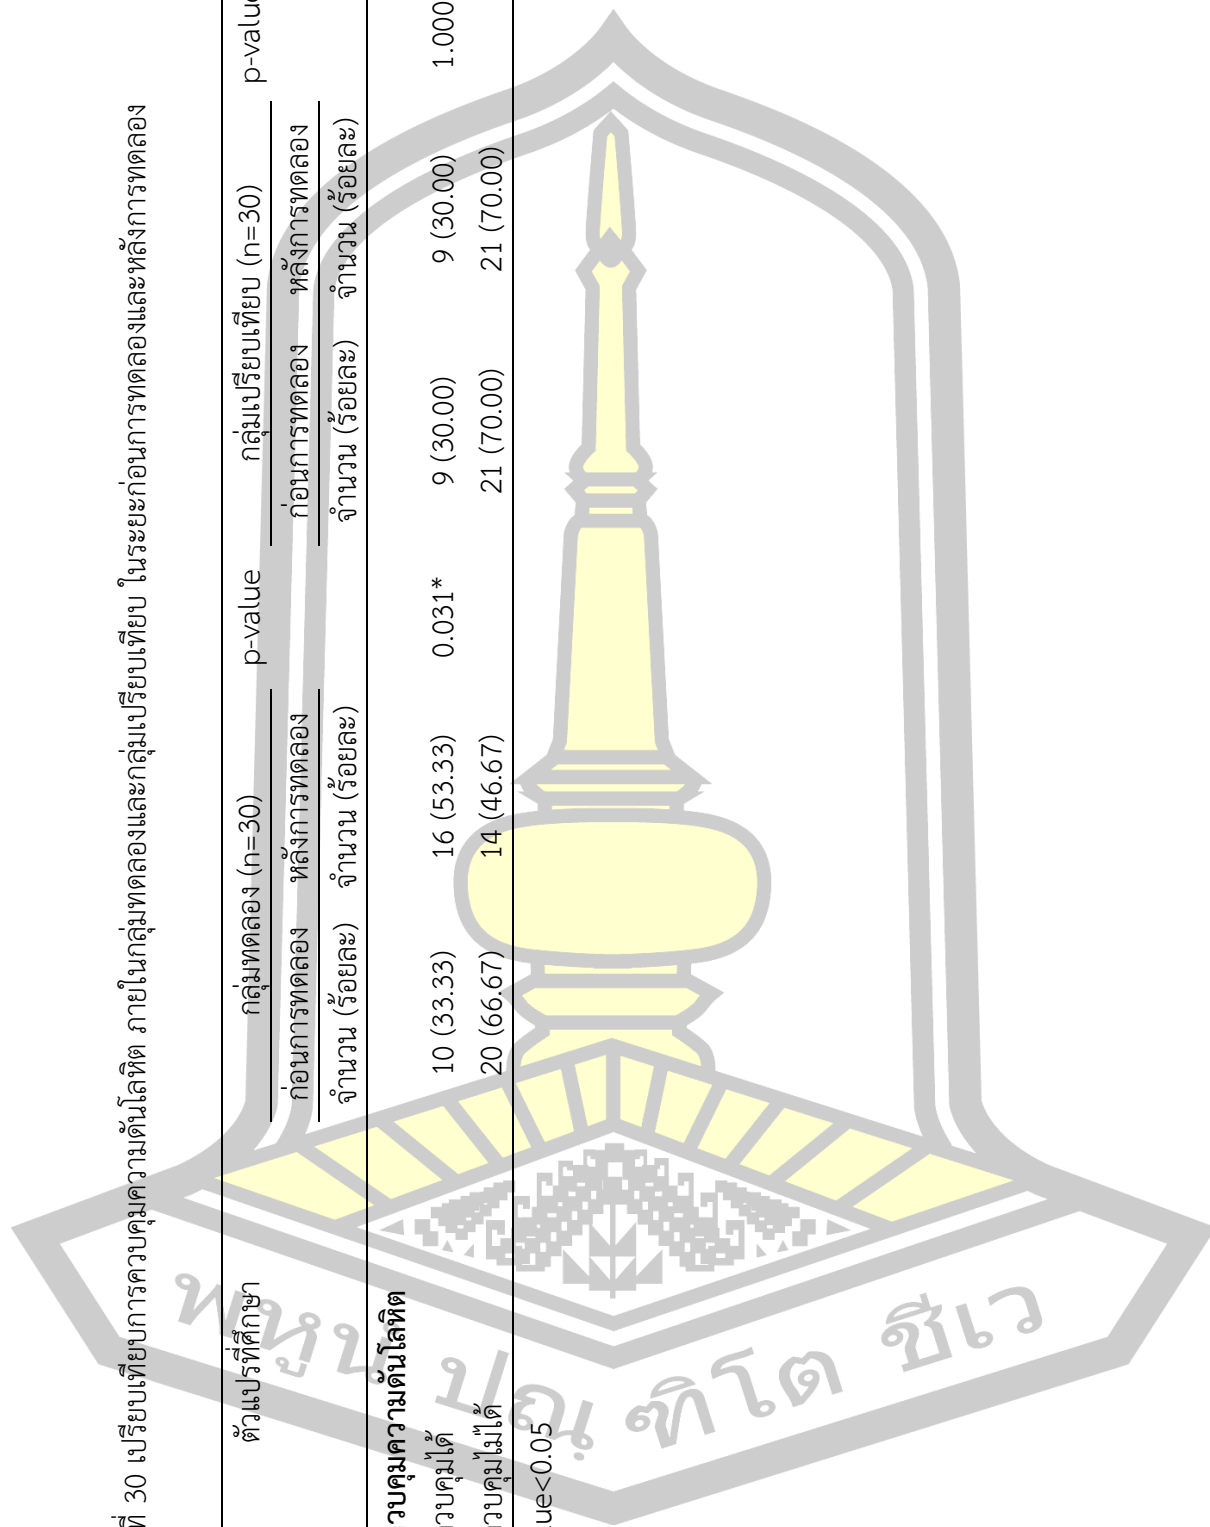 ที่ 30 เปรียบเทียบการควบคุมความดันโลหิต ภายในกลุ่มทดลองและกลุ่มเปรียบเทียบ ในระยะก่อนการทดลองและหลังการทดลอง
ตัวแปรที่ศึกษา กลุ่มทดลอง (n=30) p-value กลุ่มเปรียบเทียบ (n=30) p-value
ก่อนการทดลอง หลังการทดลอง ก่อนการทดลอง หลังการทดลอง
จำนวน (ร้อยละ) จำนวน (ร้อยละ) จำนวน (ร้อยละ) จำนวน (ร้อยละ)
วบคุมความดันโลหิต
วบคุมได้ 10 (33.33) 16 (53.33) 0.031* 9 (30.00) 9 (30.00) 1.000
วบคุมไม่ได้ 20 (66.67) 14 (46.67) 21 (70.00) 21 (70.00)
ue<0.05
พหูนํ ปณฺฑิโต ชีเว